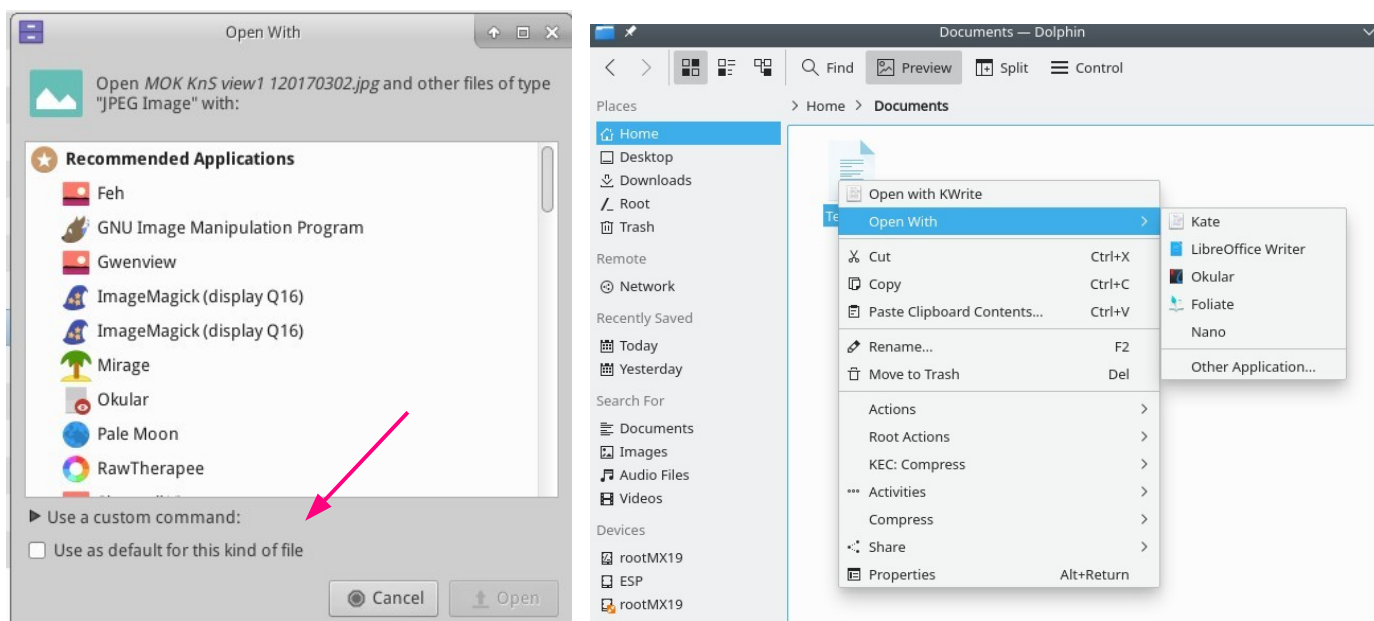 Open With
Open MOK KnS view1 120170302.jpg and other files of type
"JPEG Image" with:
Recommended Applications
Feh
GNU Image Manipulation Program
Gwenview
ImageMagick (display Q16)
ImageMagick (display Q16)
Mirage
Okular
Pale Moon
RawTherapee
Use a custom command:
Use as default for this kind of file
Cancel
Open
Documents — Dolphin
Find
Preview
Split
Control
Places
Home
Desktop
Downloads
Root
Trash
Remote
Network
Recently Saved
Today
Yesterday
Search For
Documents
Images
Audio Files
Videos
Devices
rootMX19
ESP
rootMX19
> Home > Documents
Te
Open with KWrite
Open With
Cut Ctrl+X
Copy Ctrl+C
Paste Clipboard Contents... Ctrl+V
Rename... F2
Move to Trash Del
Actions
Root Actions
KEC: Compress
Activities
Compress
Share
Properties Alt+Return
Kate
LibreOffice Writer
Okular
Foliate
Nano
Other Application...